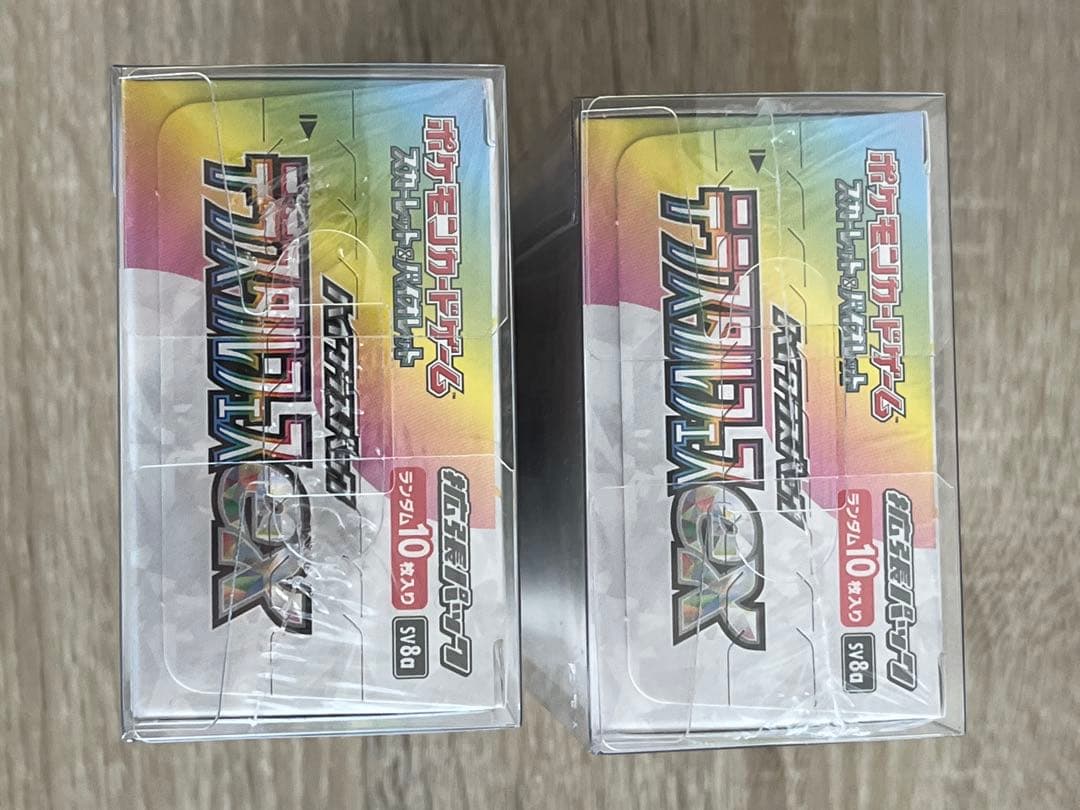 ポケモンカードゲーム
スカーレット&バイオレット
ハイクラスパック
テラスタルフェスex
拡張パック
ランダム10枚入り
SV8a
ポケモンカードゲーム
スカーレット&バイオレット
ハイクラスパック
テラスタルフェスex
拡張パック
ランダム10枚入り
SV8a